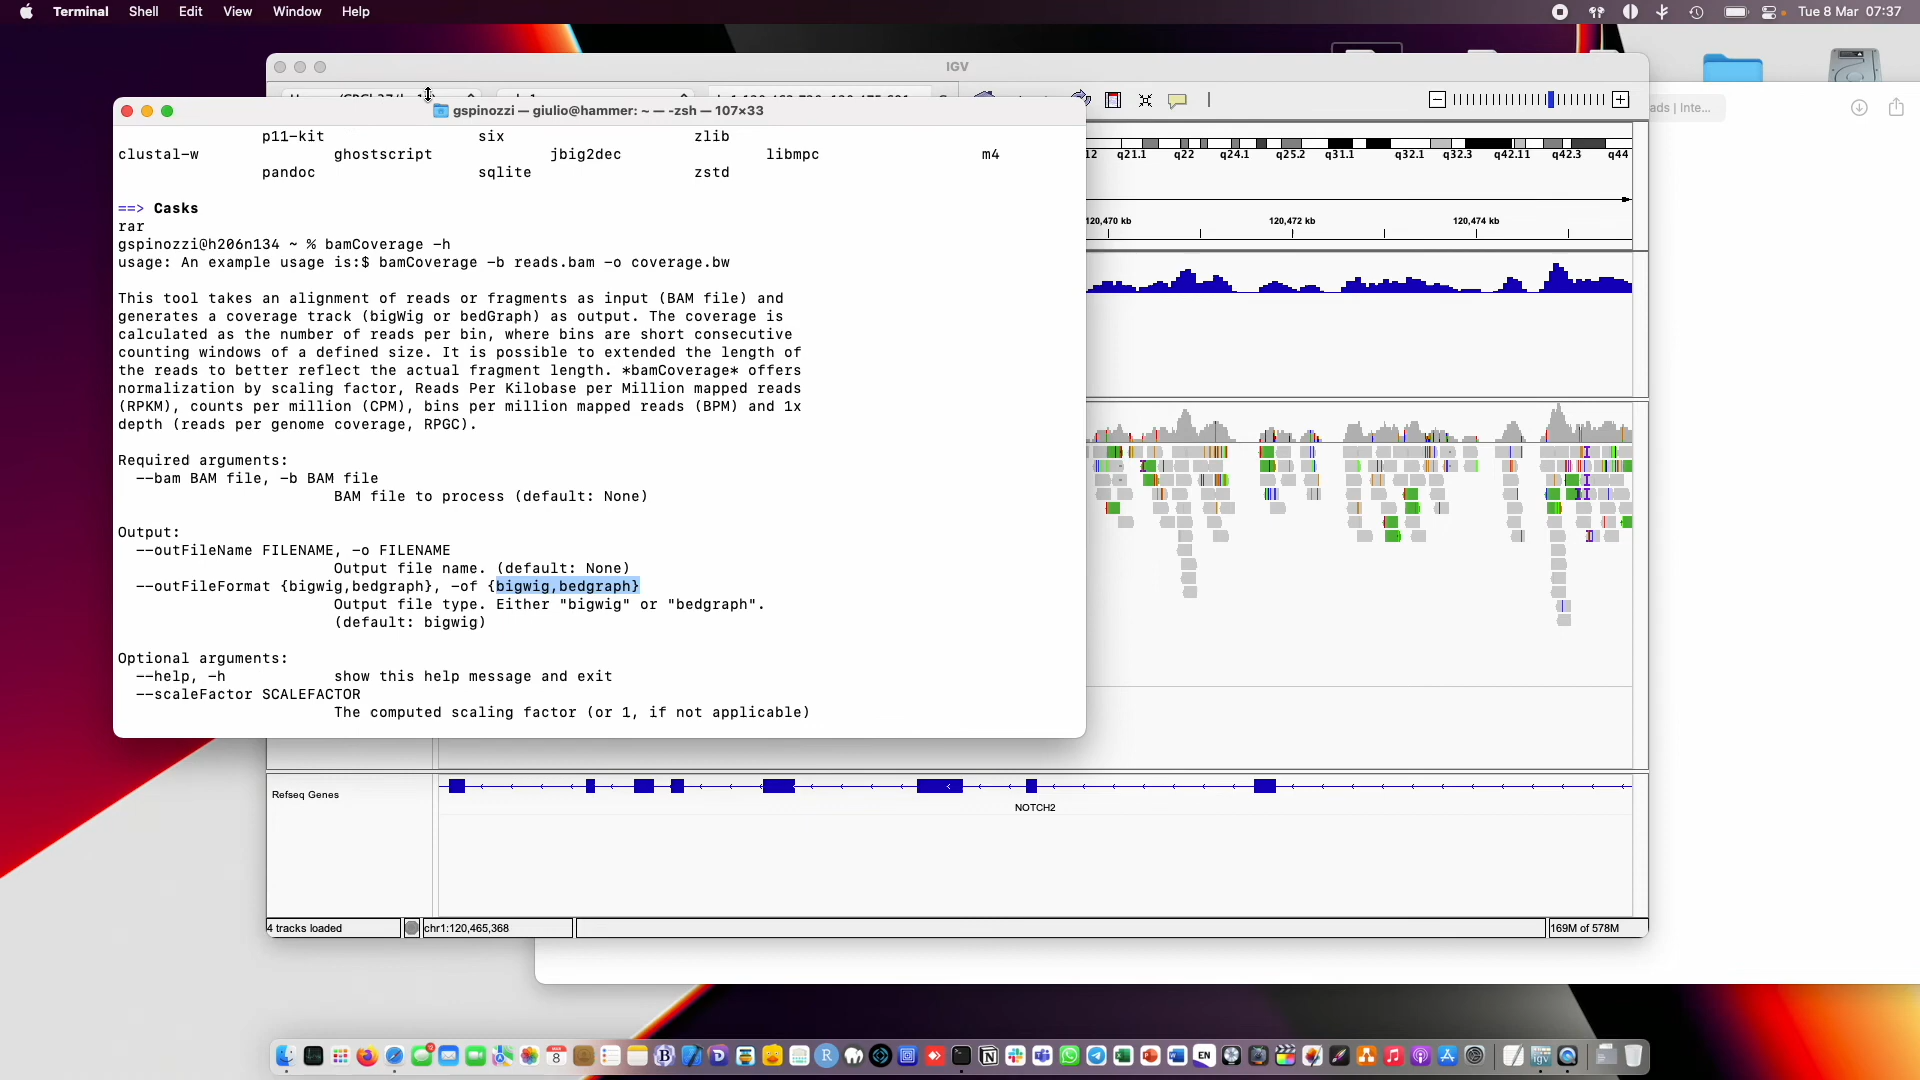 Terminal Shell Edit View Window Help
Tue 8 Mar 07:37
IGV
gspinozzi — giulio@hammer: ~ — -zsh — 107×33
ads | Inte...
p11-kit six zlib
clustal-w ghostscript jbig2dec libmpc m4
pandoc sqlite zstd
==> Casks
rar
gspinozzi@h206n134 ~ % bamCoverage -h
usage: An example usage is:$ bamCoverage -b reads.bam -o coverage.bw
This tool takes an alignment of reads or fragments as input (BAM file) and
generates a coverage track (bigWig or bedGraph) as output. The coverage is
calculated as the number of reads per bin, where bins are short consecutive
counting windows of a defined size. It is possible to extended the length of
the reads to better reflect the actual fragment length. *bamCoverage* offers
normalization by scaling factor, Reads Per Kilobase per Million mapped reads
(RPKM), counts per million (CPM), bins per million mapped reads (BPM) and 1x
depth (reads per genome coverage, RPGC).
Required arguments:
--bam BAM file, -b BAM file
BAM file to process (default: None)
Output:
--outFileName FILENAME, -o FILENAME
Output file name. (default: None)
--outFileFormat {bigwig,bedgraph}, -of {bigwig,bedgraph}
Output file type. Either "bigwig" or "bedgraph".
(default: bigwig)
Optional arguments:
--help, -h show this help message and exit
--scaleFactor SCALEFACTOR
The computed scaling factor (or 1, if not applicable)
12 q21.1 q22 q24.1 q25.2 q31.1 q32.1 q32.3 q42.11 q42.3 q44
120,470 kb 120,472 kb 120,474 kb
Refseq Genes
NOTCH2
4 tracks loaded chr1:120,465,368 169M of 578M